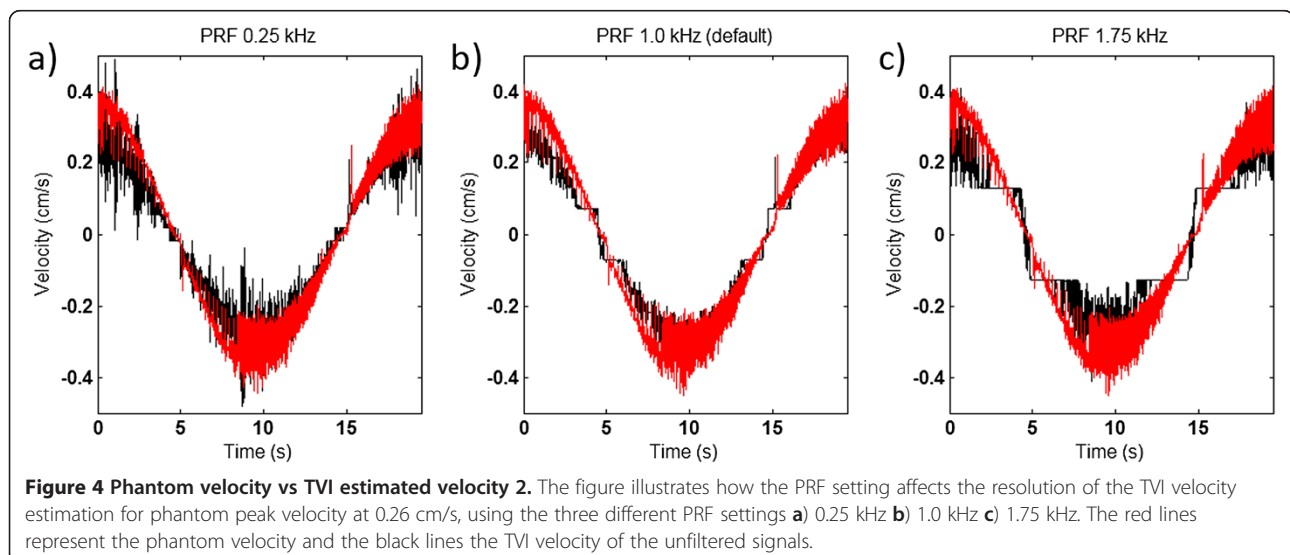 PRF 0.25 kHz
PRF 1.0 kHz (default)
PRF 1.75 kHz
a)
b)
c)
Velocity (cm/s)
0.4
0.2
0
-0.2
-0.4
0 5 10 15
Time (s)
Velocity (cm/s)
0.4
0.2
0
-0.2
-0.4
0 5 10 15
Time (s)
Velocity (cm/s)
0.4
0.2
0
-0.2
-0.4
0 5 10 15
Time (s)
Figure 4 Phantom velocity vs TVI estimated velocity 2. The figure illustrates how the PRF setting affects the resolution of the TVI velocity
estimation for phantom peak velocity at 0.26 cm/s, using the three different PRF settings a) 0.25 kHz b) 1.0 kHz c) 1.75 kHz. The red lines
represent the phantom velocity and the black lines the TVI velocity of the unfiltered signals.